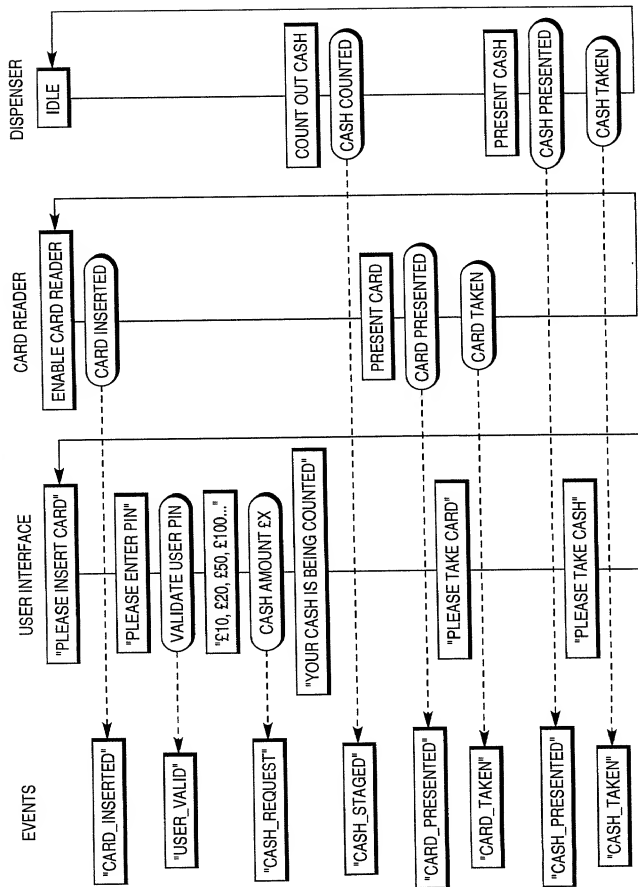 EVENTS
"CARD_INSERTED"
"USER_VALID"
"CASH_REQUEST"
"CASH_STAGED"
"CARD_PRESENTED"
"CARD_TAKEN"
"CASH_PRESENTED"
"CASH_TAKEN"
USER INTERFACE
"PLEASE INSERT CARD"
"PLEASE ENTER PIN"
VALIDATE USER PIN
"£10, £20, £50, £100..."
CASH AMOUNT £X
"YOUR CASH IS BEING COUNTED"
"PLEASE TAKE CARD"
"PLEASE TAKE CASH"
CARD READER
ENABLE CARD READER
CARD INSERTED
PRESENT CARD
CARD PRESENTED
CARD TAKEN
DISPENSER
IDLE
COUNT OUT CASH
CASH COUNTED
PRESENT CASH
CASH PRESENTED
CASH TAKEN